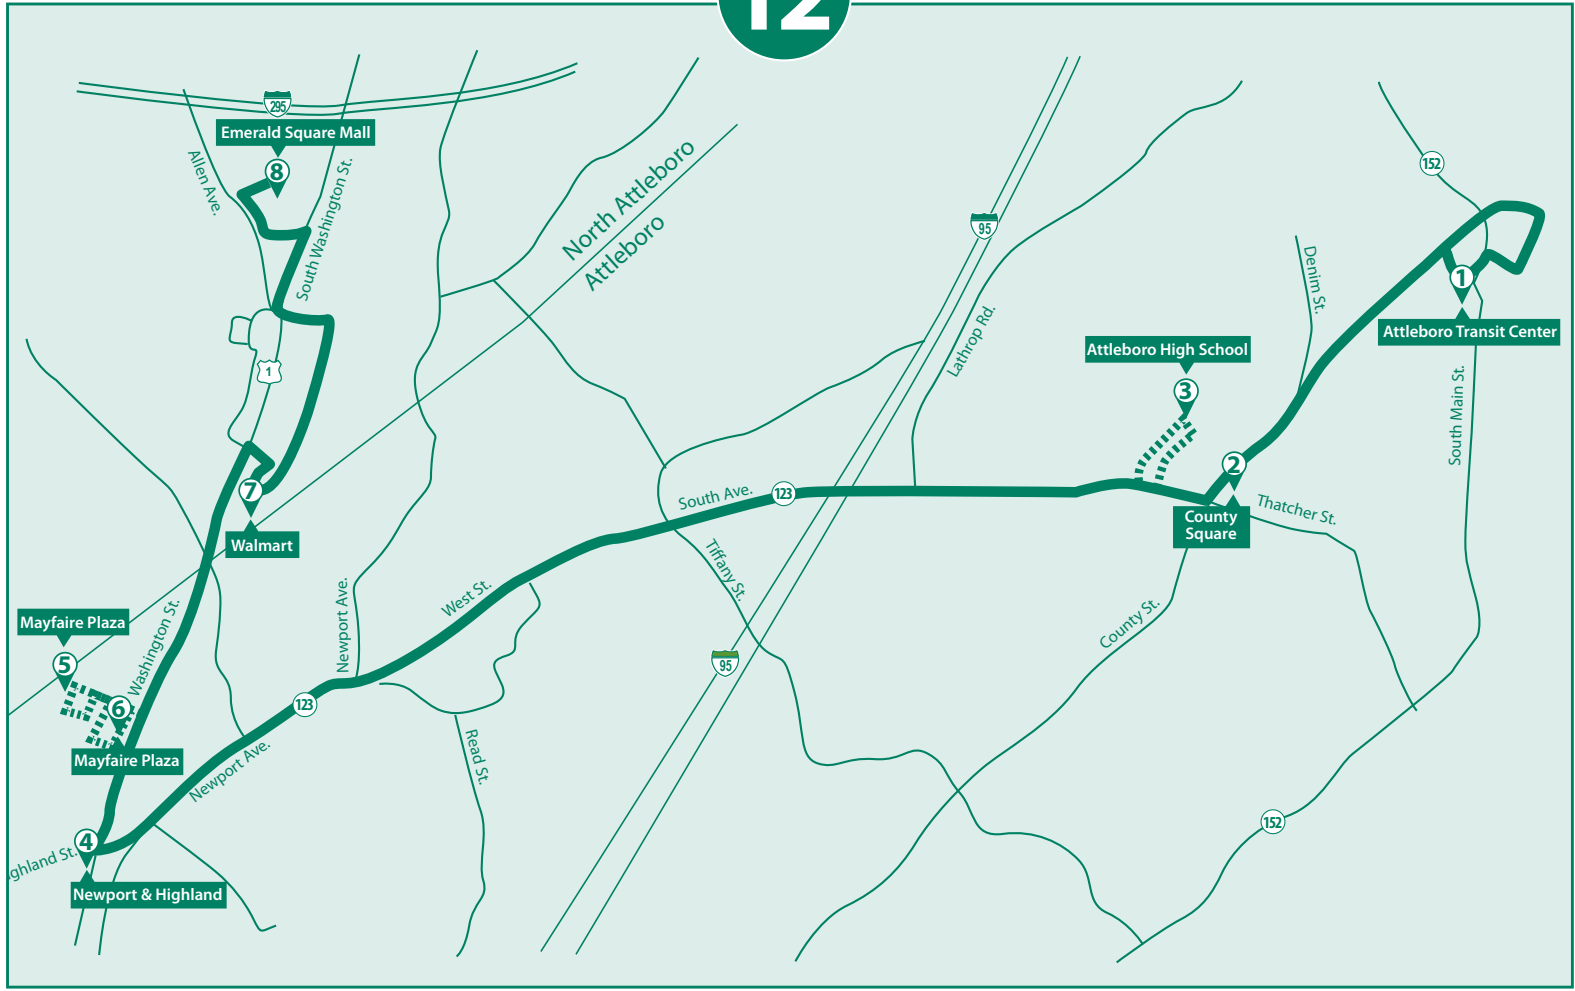 12
295
Emerald Square Mall
8
Allen Ave.
South Washington St.
North Attleboro
Attleboro
95
152
1
Attleboro Transit Center
Denim St.
Lathrop Rd.
Attleboro High School
3
1
South Main St.
2
County
Square
Thatcher St.
7
Walmart
South Ave.
123
Tiffany St.
West St.
Newport Ave.
County St.
Mayfaire Plaza
5
Washington St.
6
Mayfaire Plaza
95
123
Newport Ave.
Read St.
152
4
ghland St.
Newport & Highland